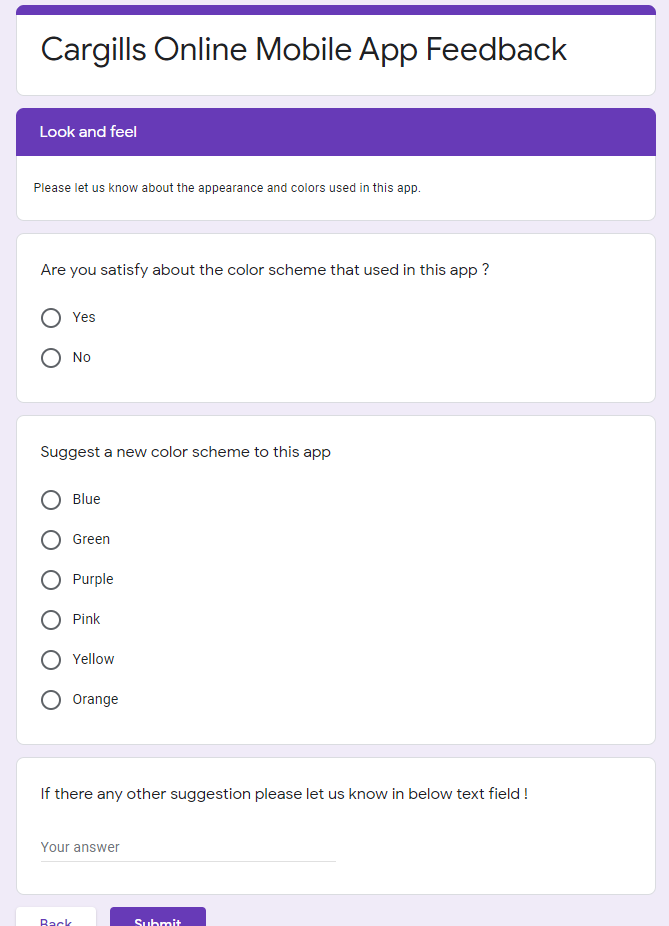 Cargills Online Mobile App Feedback
Look and feel
Please let us know about the appearance and colors used in this app.
Are you satisfy about the color scheme that used in this app ?
Yes
No
Suggest a new color scheme to this app
Blue
Green
Purple
Pink
Yellow
Orange
If there any other suggestion please let us know in below text field !
Your answer
Back
Submit